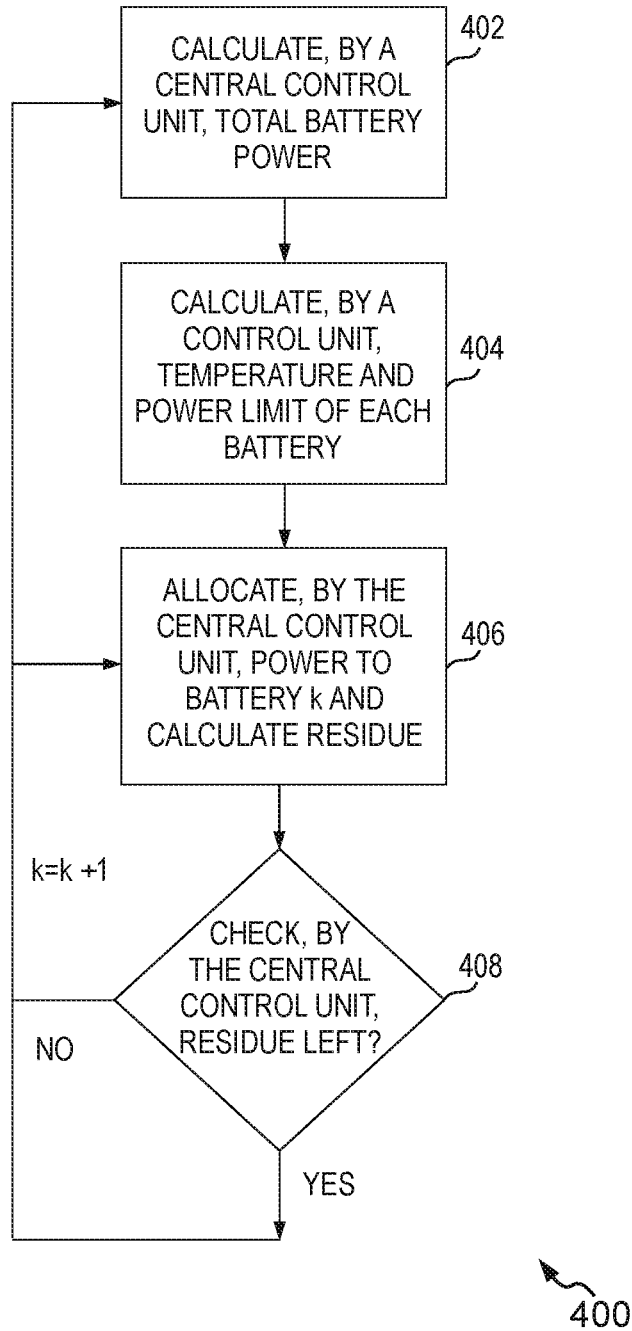 402
CALCULATE, BY A
CENTRAL CONTROL
UNIT, TOTAL BATTERY
POWER
CALCULATE, BY A
CONTROL UNIT,
TEMPERATURE AND
POWER LIMIT OF EACH
BATTERY
404
ALLOCATE, BY THE
CENTRAL CONTROL
UNIT, POWER TO
BATTERY k AND
CALCULATE RESIDUE
406
k=k +1
CHECK, BY
THE CENTRAL
CONTROL UNIT,
RESIDUE LEFT?
408
NO
YES
400